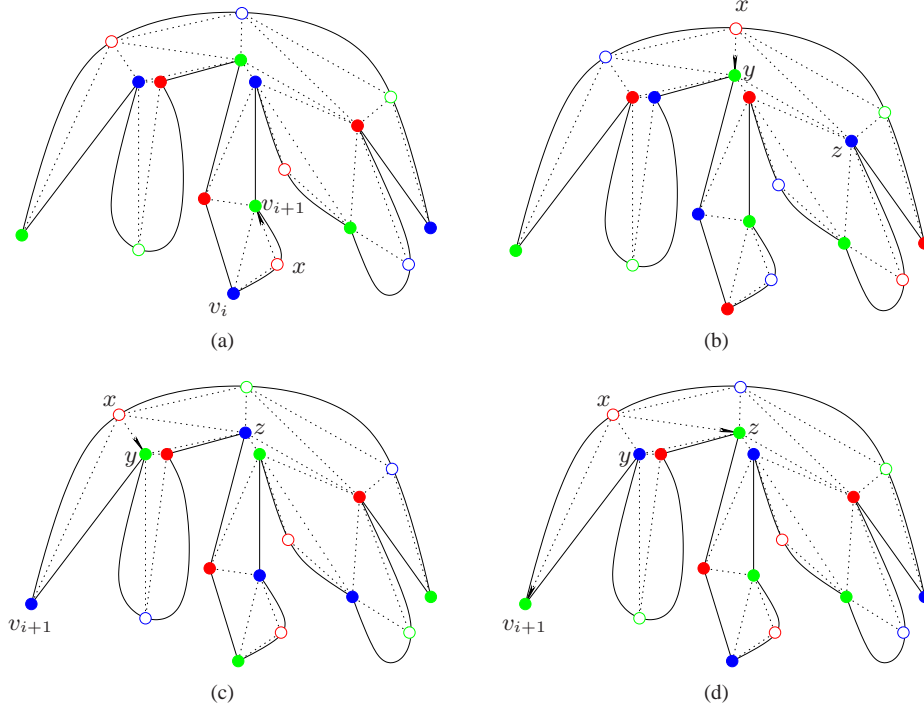 x
y
z
v_{i+1}
x
v_i
(a)
(b)
x
z
y
v_{i+1}
(c)
x
z
y
v_{i+1}
(d)